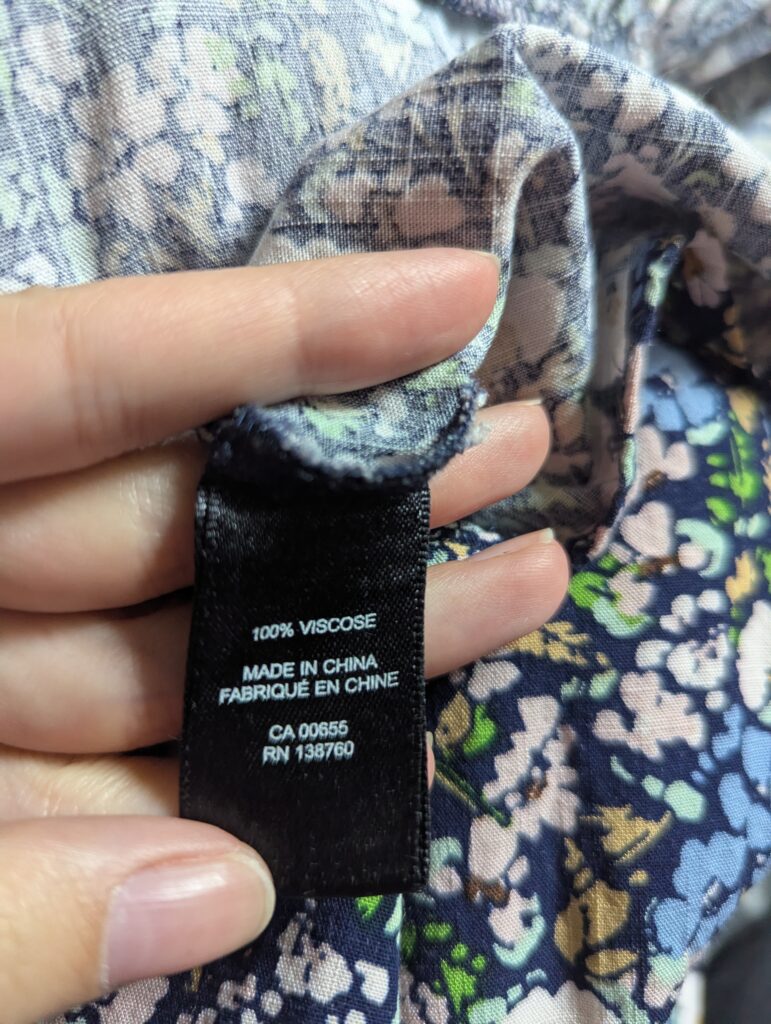 100% VISCOSE
MADE IN CHINA
FABRIQUÉ EN CHINE
CA 00655
RN 138760